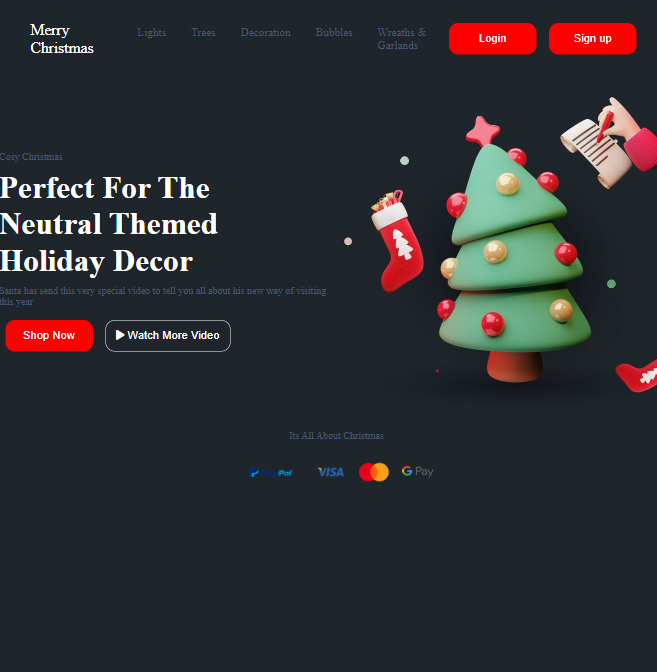 Merry
Christmas
Lights
Trees
Decoration
Bubbles
Wreaths &
Garlands
Login
Sign up
Cosy Christmas
Perfect For The
Neutral Themed
Holiday Decor
Santa has send this very special video to tell you all about his new way of visiting
this year
Shop Now
Watch More Video
Its All About Christmas
PayPal
VISA
G Pay